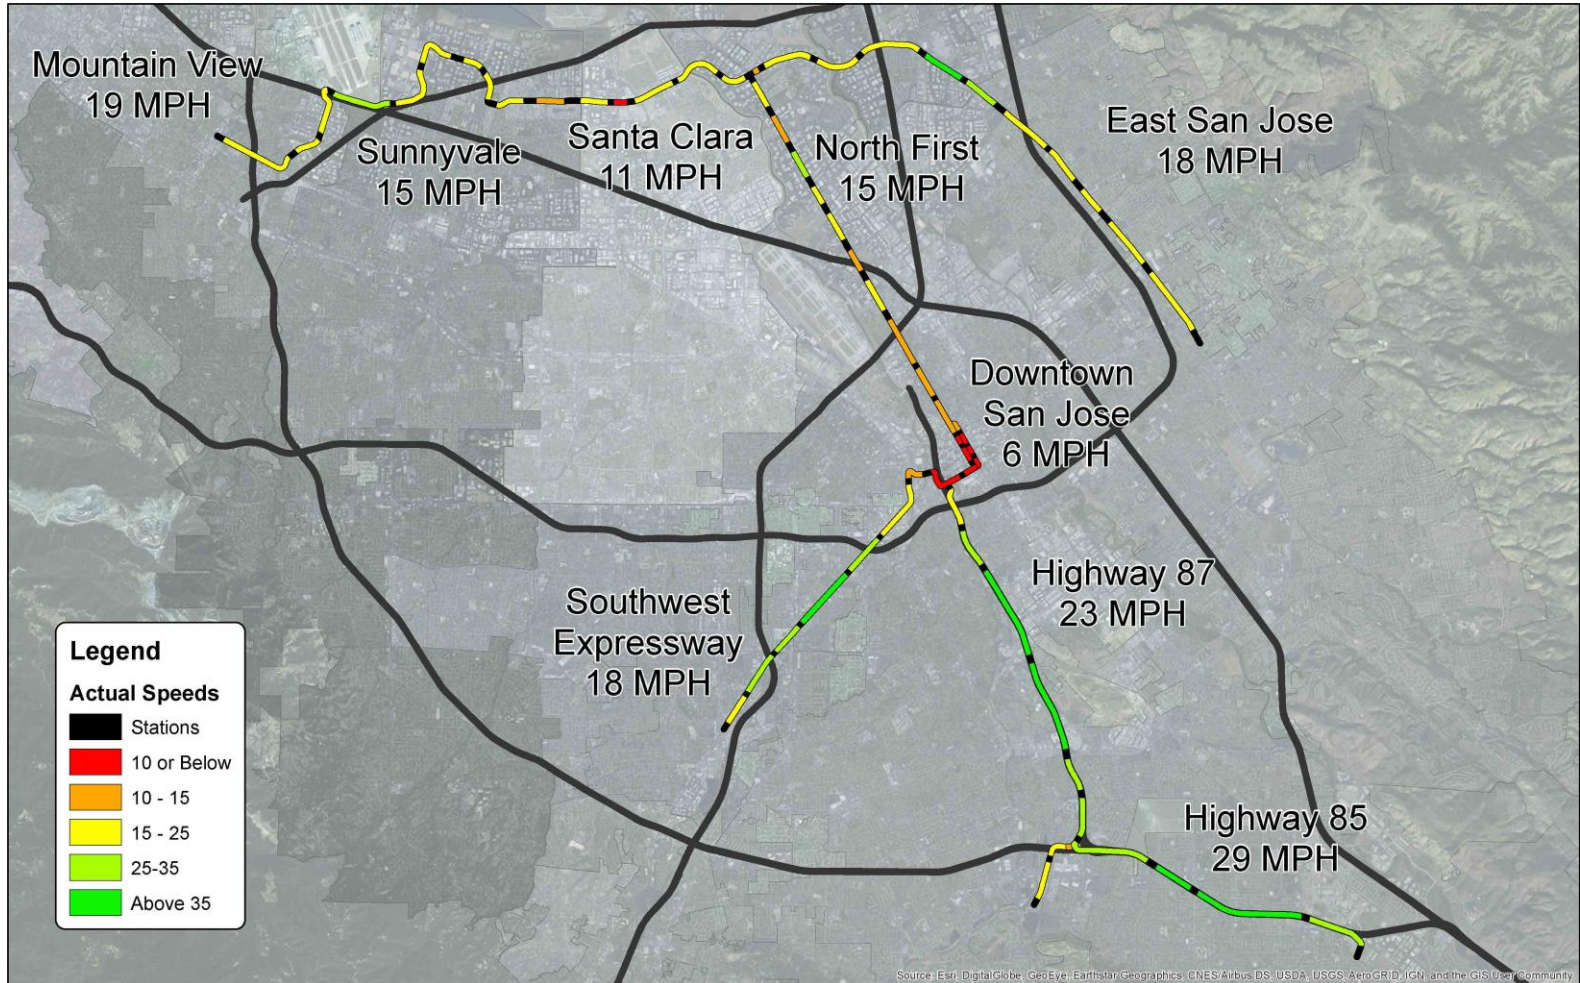 Mountain View
19 MPH
Sunnyvale
15 MPH
Santa Clara
11 MPH
North First
15 MPH
East San Jose
18 MPH
Downtown
San Jose
6 MPH
Highway 87
23 MPH
Southwest
Expressway
18 MPH
Highway 85
29 MPH
Legend
Actual Speeds
Stations
10 or Below
10 - 15
15 - 25
25-35
Above 35
Source: Esri, DigitalGlobe, GeoEye, Earthstar Geographics, CNES/Airbus DS, USDA, USGS, AeroGRID, IGN, and the GIS User Community